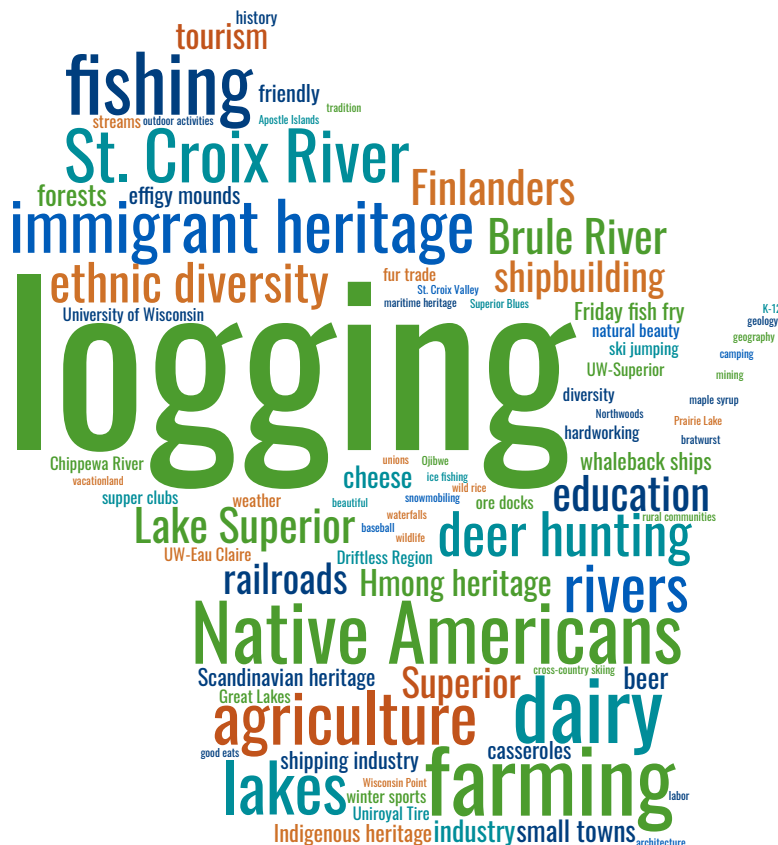 history
tourism
fishing
friendly
tradition
streams
outdoor activities
Apostle Islands
St. Croix River
Finlanders
forests
effigy mounds
immigrant heritage
Brule River
ethnic diversity
fur trade
shipbuilding
St. Croix Valley
maritime heritage
Superior Blues
University of Wisconsin
Friday fish fry
K-12
geology
natural beauty
geography
logging
ski jumping
camping
UW-Superior
mining
diversity
maple syrup
Northwoods
Prairie Lake
hardworking
bratwurst
Chippewa River
unions
Ojibwe
whaleback ships
vacationland
cheese
ice fishing
wild rice
supper clubs
weather
beautiful
snowmobiling
ore docks
education
Lake Superior
waterfalls
rural communities
baseball
wildlife
deer hunting
UW-Eau Claire
Driftless Region
railroads
Hmong heritage
rivers
Native Americans
Scandinavian heritage
cross-country skiing
Superior
beer
Great Lakes
agriculture
dairy
good eats
shipping industry
casseroles
lakes
Wisconsin Point
farming
winter sports
labor
Uniroyal Tire
Indigenous heritage
industry
small towns
architecture